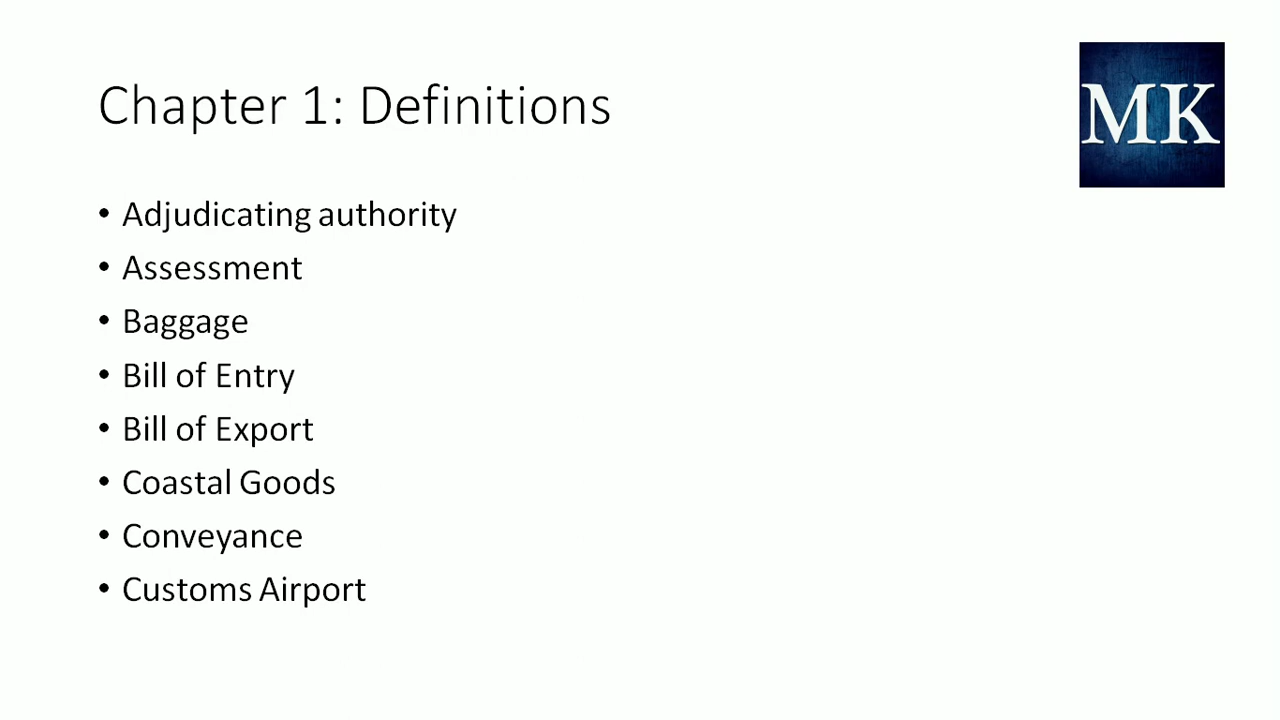 Chapter 1: Definitions
MK
• Adjudicating authority
• Assessment
• Baggage
• Bill of Entry
• Bill of Export
• Coastal Goods
• Conveyance
• Customs Airport